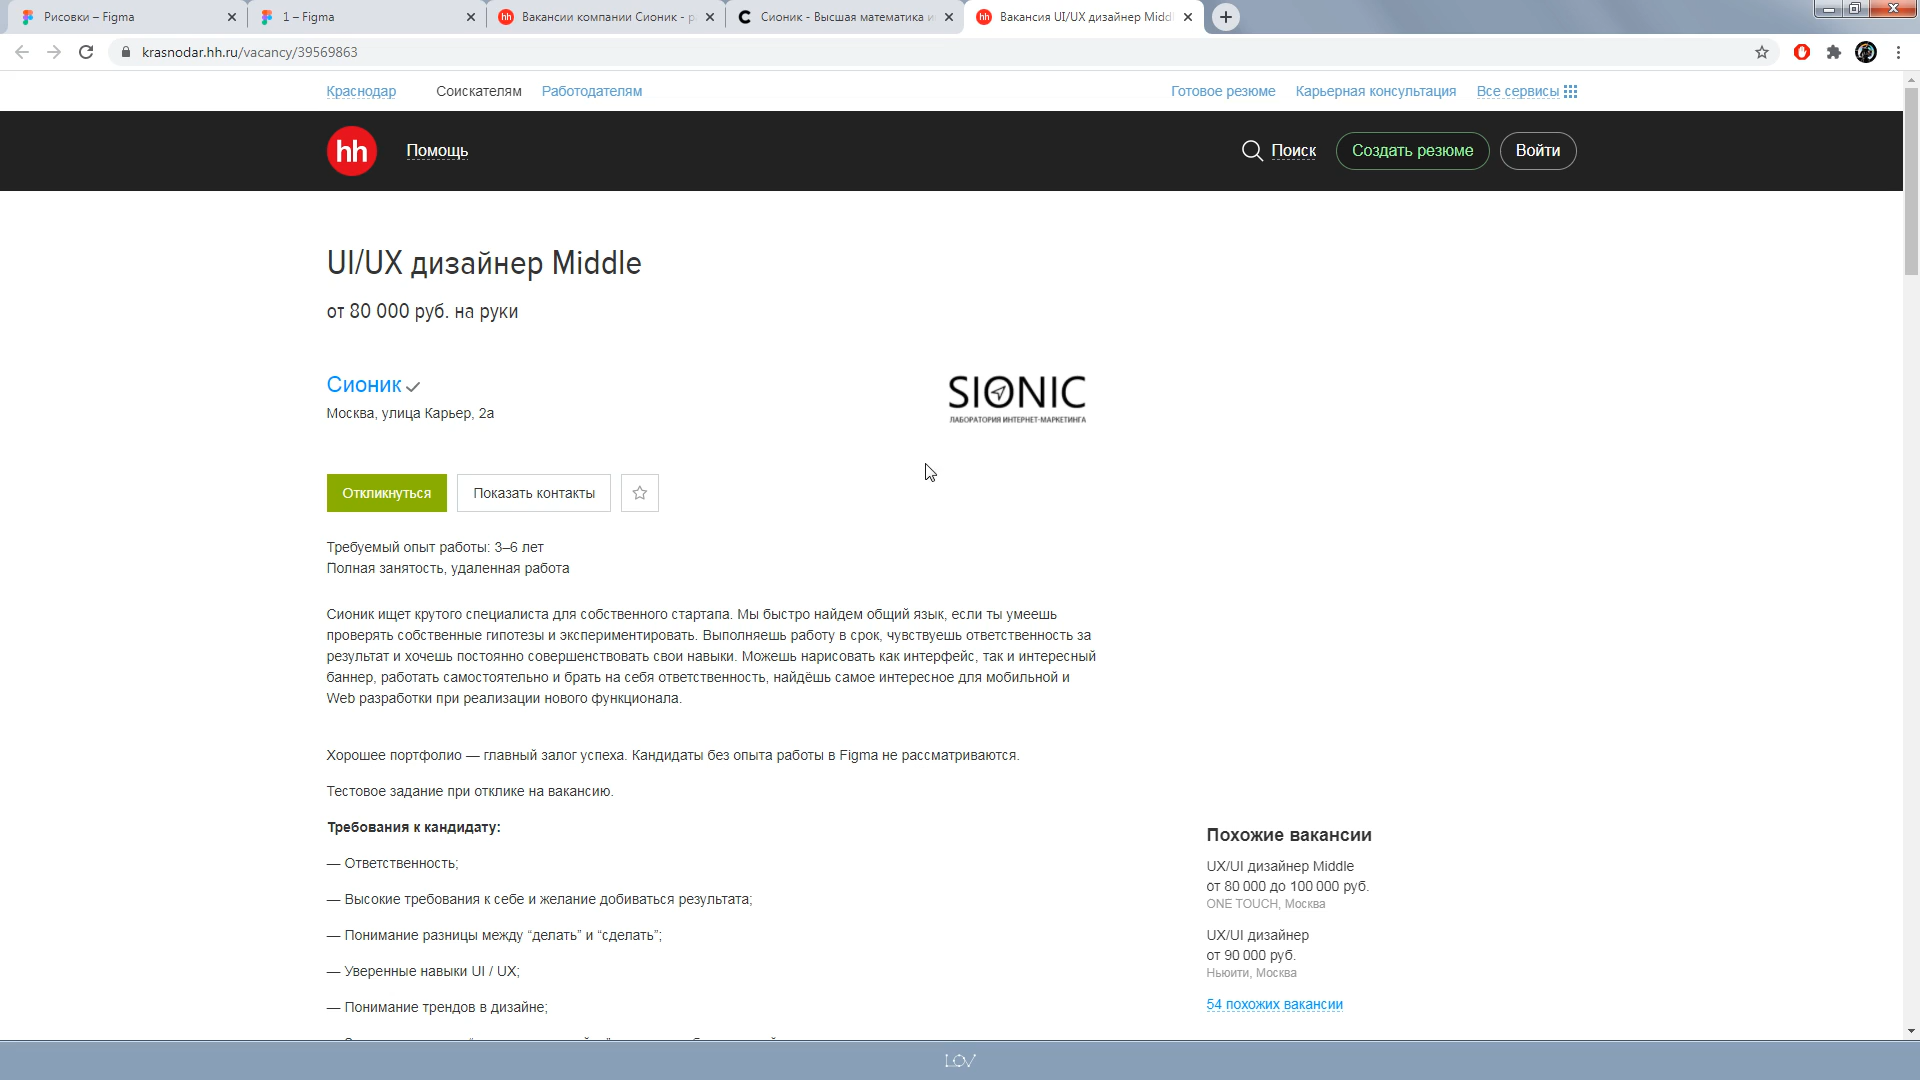 Рисовки – Figma
1 – Figma
Вакансии компании Сионик - р
Сионик - Высшая математика и
Вакансия UI/UX дизайнер Middl
krasnodar.hh.ru/vacancy/39569863
Краснодар Соискателям Работодателям Готовое резюме Карьерная консультация Все сервисы
hh Помощь Поиск Создать резюме Войти
UI/UX дизайнер Middle
от 80 000 руб. на руки
Сионик
Москва, улица Карьер, 2а
SIONIC
ЛАБОРАТОРИЯ ИНТЕРНЕТ-МАРКЕТИНГА
Откликнуться Показать контакты
Требуемый опыт работы: 3–6 лет
Полная занятость, удаленная работа
Сионик ищет крутого специалиста для собственного стартапа. Мы быстро найдем общий язык, если ты умеешь
проверять собственные гипотезы и экспериментировать. Выполняешь работу в срок, чувствуешь ответственность за
результат и хочешь постоянно совершенствовать свои навыки. Можешь нарисовать как интерфейс, так и интересный
баннер, работать самостоятельно и брать на себя ответственность, найдёшь самое интересное для мобильной и
Web разработки при реализации нового функционала.
Хорошее портфолио — главный залог успеха. Кандидаты без опыта работы в Figma не рассматриваются.
Тестовое задание при отклике на вакансию.
Требования к кандидату:
— Ответственность;
— Высокие требования к себе и желание добиваться результата;
— Понимание разницы между “делать” и “сделать”;
— Уверенные навыки UI / UX;
— Понимание трендов в дизайне;
Похожие вакансии
UX/UI дизайнер Middle
от 80 000 до 100 000 руб.
ONE TOUCH, Москва
UX/UI дизайнер
от 90 000 руб.
Ньюити, Москва
54 похожих вакансии
LOV